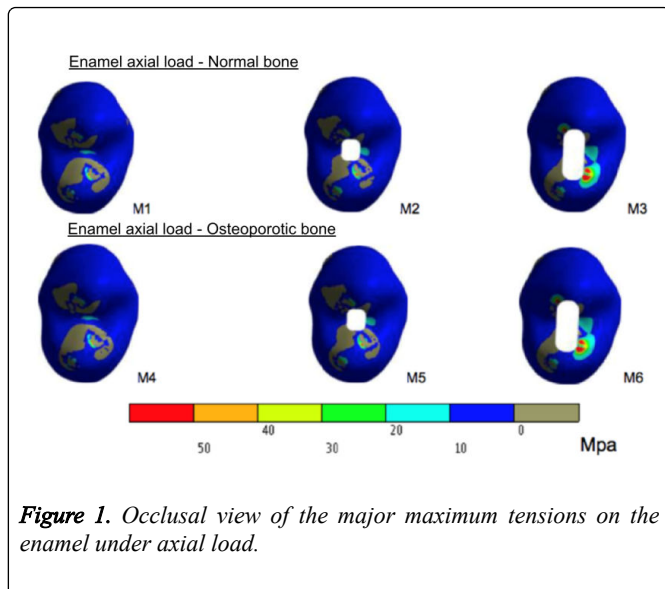 Enamel axial load - Normal bone
M1
M2
M3
Enamel axial load - Osteoporotic bone
M4
M5
M6
40
20
0
50
30
10
Mpa
Figure 1. Occlusal view of the major maximum tensions on the
enamel under axial load.